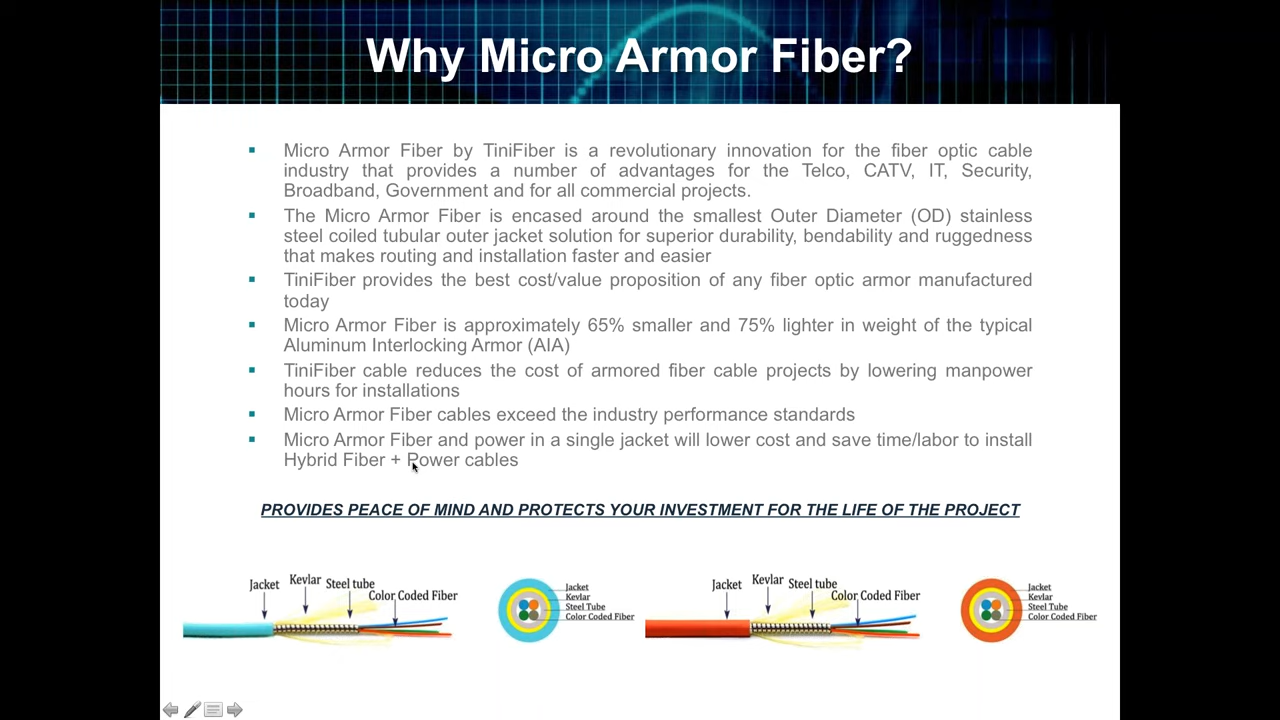 Why Micro Armor Fiber?
Micro Armor Fiber by TiniFiber is a revolutionary innovation for the fiber optic cable
industry that provides a number of advantages for the Telco, CATV, IT, Security,
Broadband, Government and for all commercial projects.
The Micro Armor Fiber is encased around the smallest Outer Diameter (OD) stainless
steel coiled tubular outer jacket solution for superior durability, bendability and ruggedness
that makes routing and installation faster and easier
TiniFiber provides the best cost/value proposition of any fiber optic armor manufactured
today
Micro Armor Fiber is approximately 65% smaller and 75% lighter in weight of the typical
Aluminum Interlocking Armor (AIA)
TiniFiber cable reduces the cost of armored fiber cable projects by lowering manpower
hours for installations
Micro Armor Fiber cables exceed the industry performance standards
Micro Armor Fiber and power in a single jacket will lower cost and save time/labor to install
Hybrid Fiber + Power cables
PROVIDES PEACE OF MIND AND PROTECTS YOUR INVESTMENT FOR THE LIFE OF THE PROJECT
Jacket
Kevlar
Steel tube
Color Coded Fiber
Jacket
Kevlar
Steel Tube
Color Coded Fiber
Jacket
Kevlar
Steel tube
Color Coded Fiber
Jacket
Kevlar
Steel Tube
Color Coded Fiber